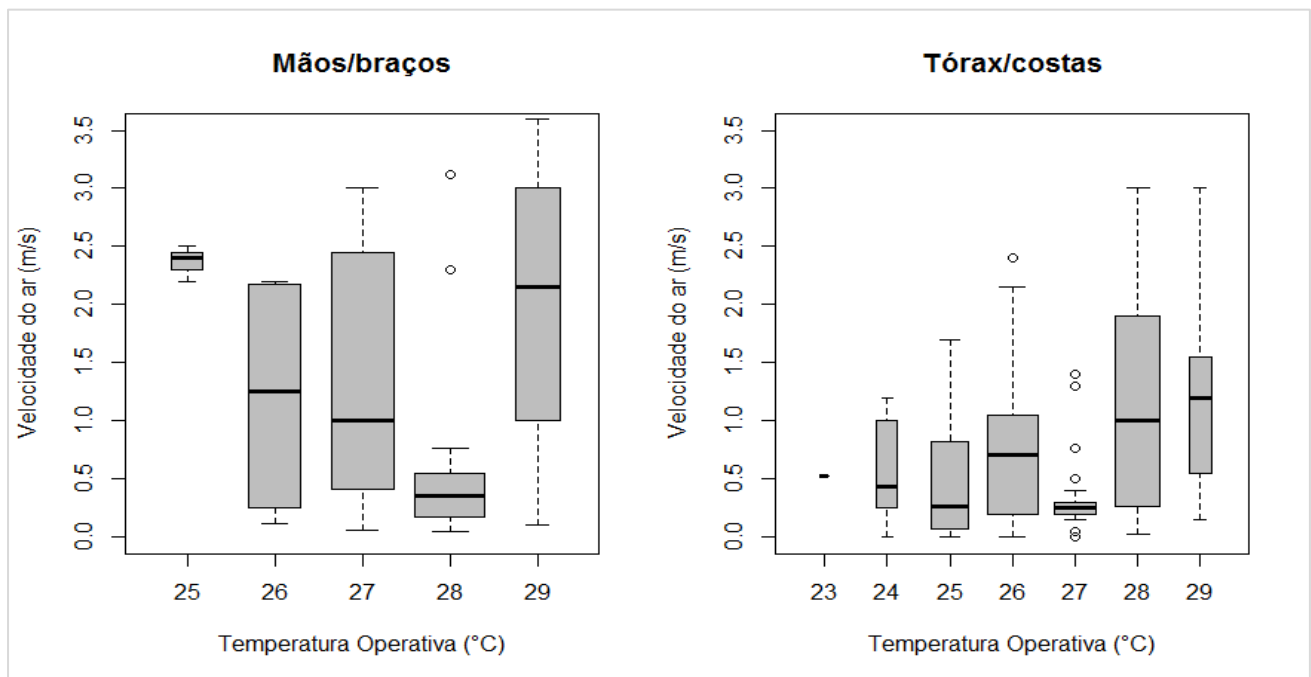 Mãos/braços
Velocidade do ar (m/s)
3.5
3.0
2.5
2.0
1.5
1.0
0.5
0.0
25 26 27 28 29
Temperatura Operativa (°C)
Tórax/costas
Velocidade do ar (m/s)
3.5
3.0
2.5
2.0
1.5
1.0
0.5
0.0
23 24 25 26 27 28 29
Temperatura Operativa (°C)